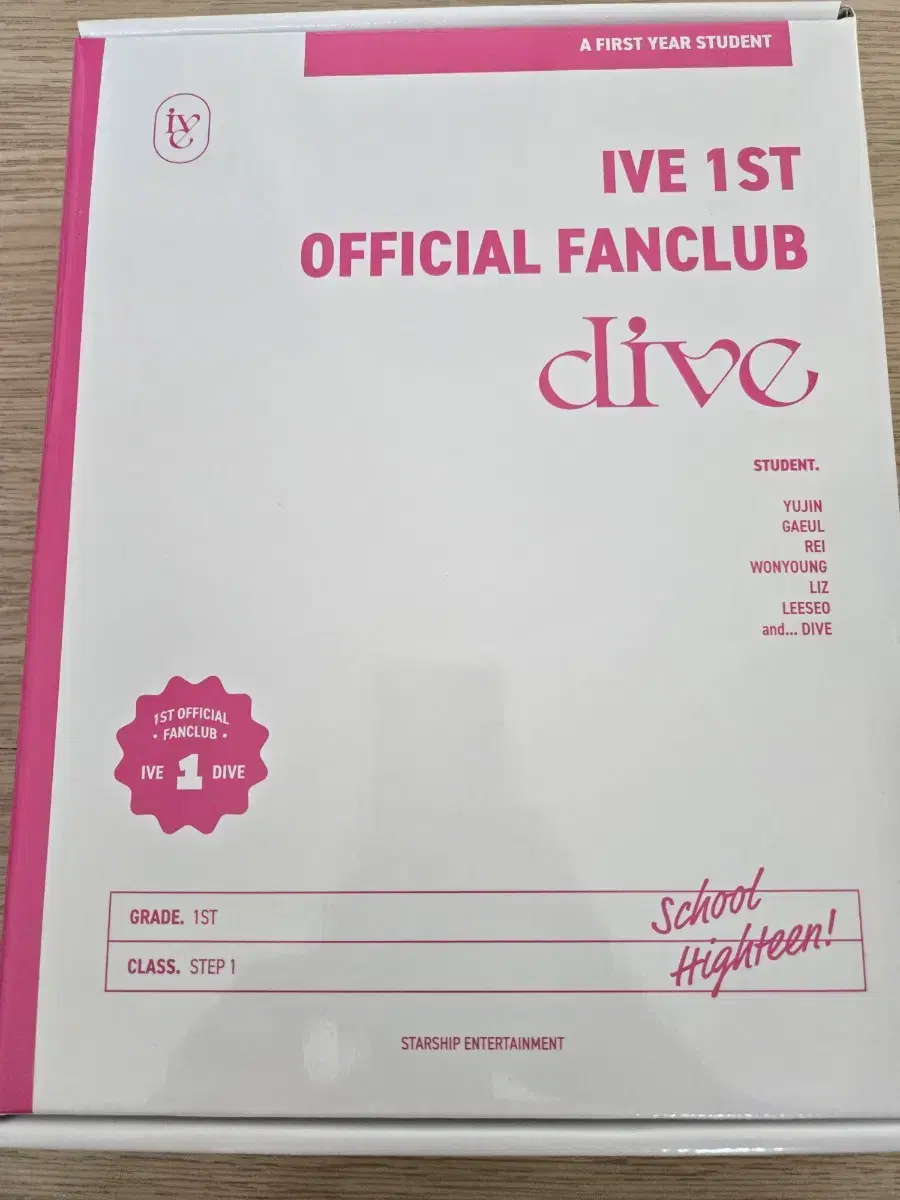 A FIRST YEAR STUDENT
ive
IVE 1ST
OFFICIAL FANCLUB
dive
STUDENT.
YUJIN
GAEUL
REI
WONYOUNG
LIZ
LEESEO
and... DIVE
1ST OFFICIAL
• FANCLUB •
IVE 1 DIVE
GRADE. 1ST
CLASS. STEP 1
School
Highteen!
STARSHIP ENTERTAINMENT